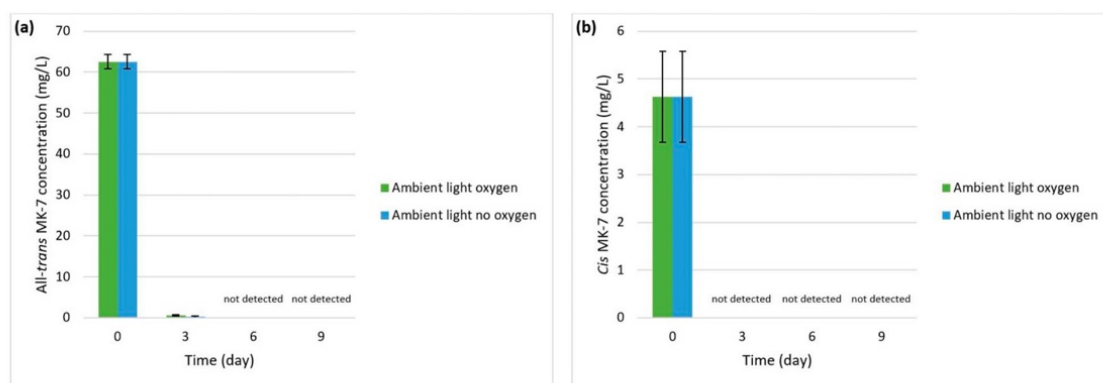 (a)
All-trans MK-7 concentration (mg/L)
70
60
50
40
30
20
10
0
not detected not detected
0 3 6 9
Time (day)
Ambient light oxygen
Ambient light no oxygen
(b)
Cis MK-7 concentration (mg/L)
6
5
4
3
2
1
0
not detected not detected not detected
0 3 6 9
Time (day)
Ambient light oxygen
Ambient light no oxygen